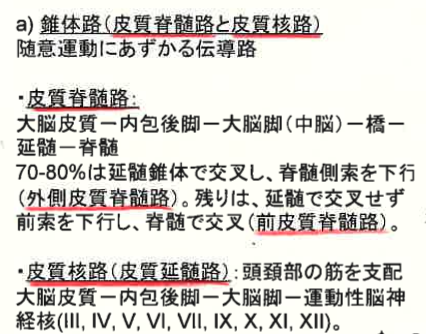 a) 錐体路(皮質脊髄路と皮質核路)
随意運動にあずかる伝導路
・皮質脊髄路:
大脳皮質ー内包後脚ー大脳脚(中脳)ー橋ー
延髄ー脊髄
70-80%は延髄錐体で交叉し、脊髄側索を下行
(外側皮質脊髄路)。残りは、延髄で交叉せず
前索を下行し、脊髄で交叉(前皮質脊髄路)。
・皮質核路(皮質延髄路):頭頚部の筋を支配
大脳皮質ー内包後脚ー大脳脚ー運動性脳神
経核(III, IV, V, VI, VII, IX, X, XI, XII)。